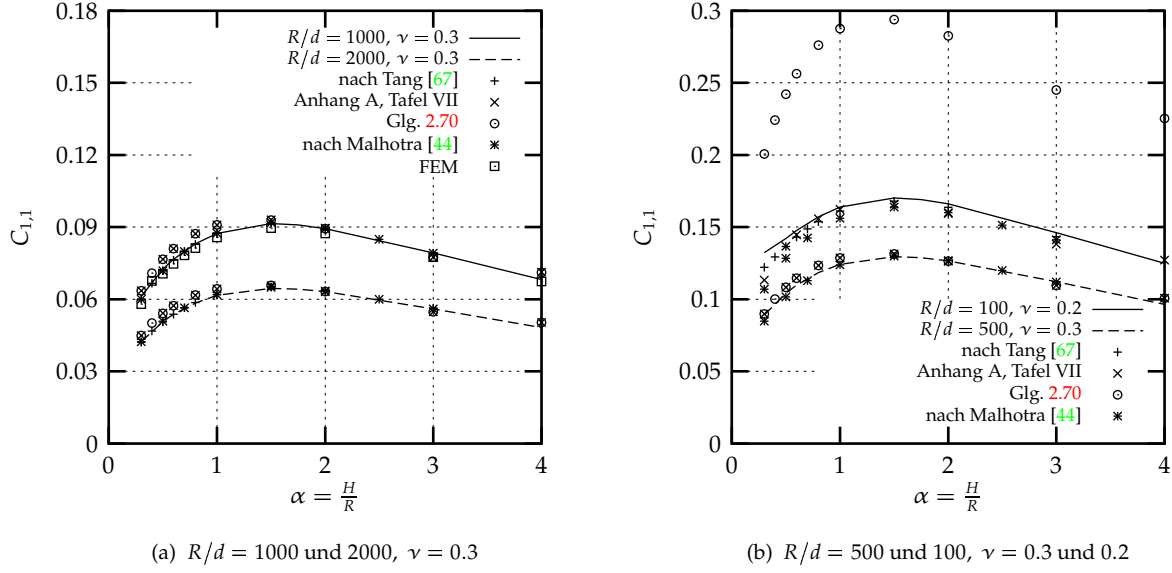 0.18
0.15
0.12
0.09
0.06
0.03
0
C1,1
R/d = 1000, ν = 0.3
R/d = 2000, ν = 0.3
nach Tang [67]
Anhang A, Tafel VII
Glg. 2.70
nach Malhotra [44]
FEM
0 1 2 3 4
α = H/R
(a) R/d = 1000 und 2000, ν = 0.3
0.3
0.25
0.2
0.15
0.1
0.05
0
C1,1
R/d = 100, ν = 0.2
R/d = 500, ν = 0.3
nach Tang [67]
Anhang A, Tafel VII
Glg. 2.70
nach Malhotra [44]
0 1 2 3 4
α = H/R
(b) R/d = 500 und 100, ν = 0.3 und 0.2